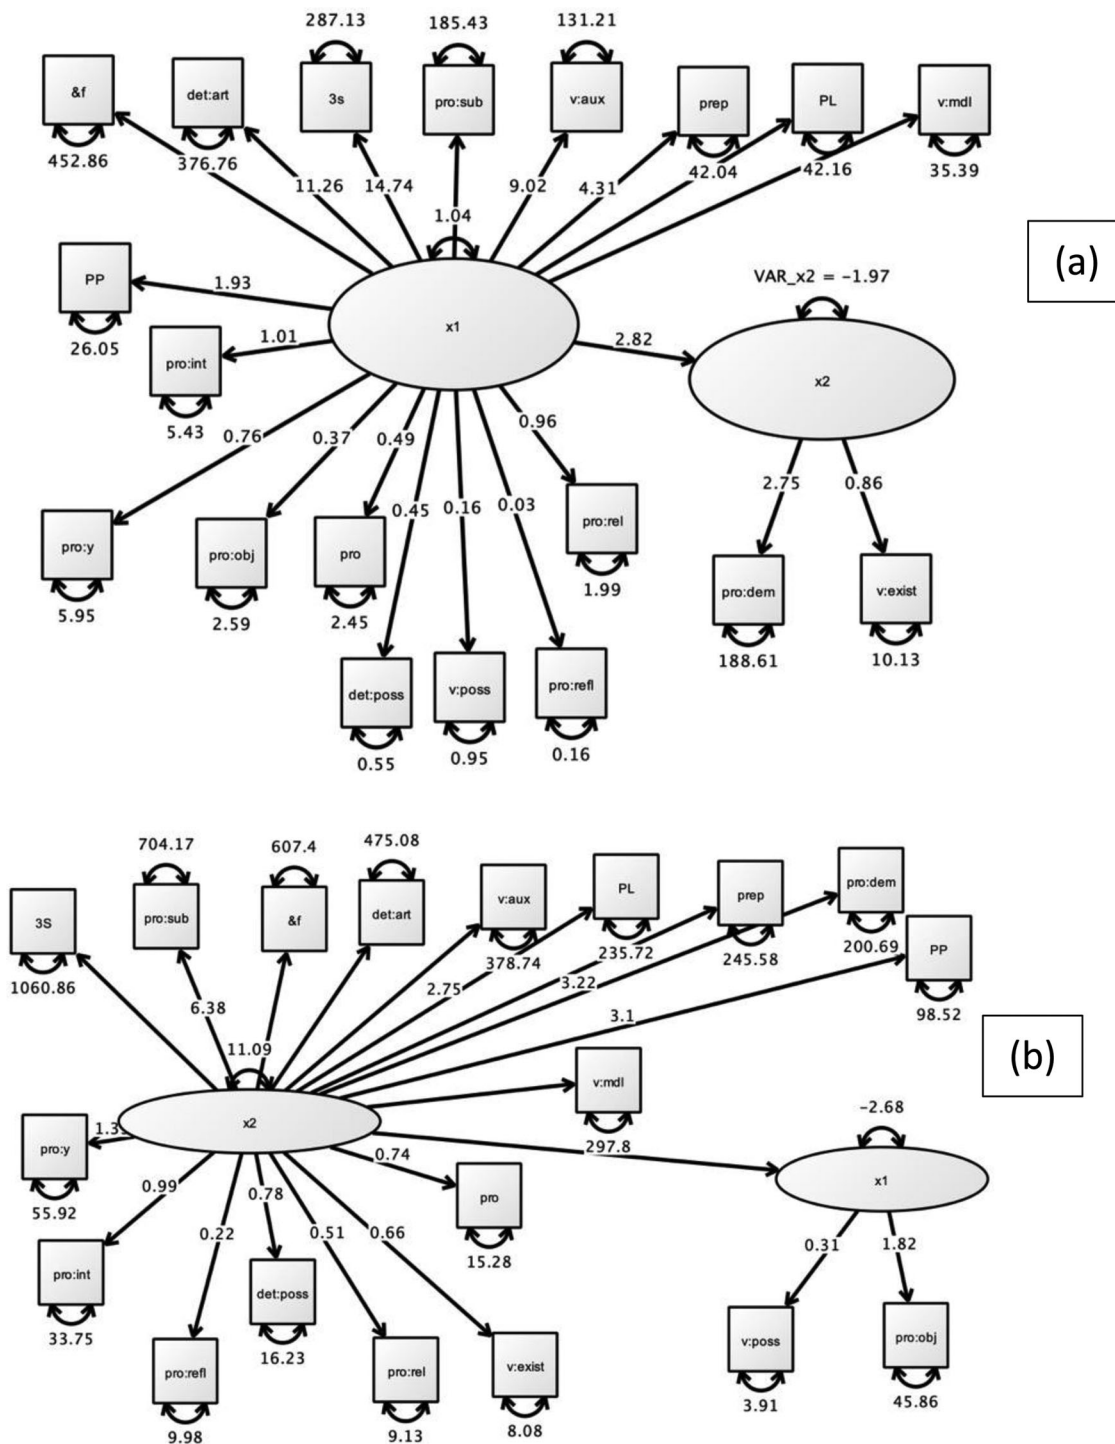 287.13
185.43
131.21
&f
det:art
3s
pro:sub
v:aux
prep
PL
v:mdl
452.86
376.76
42.04
42.16
35.39
11.26
14.74
9.02
4.31
1.04
(a)
PP
1.93
VAR_x2 = −1.97
26.05
x1
1.01
pro:int
2.82
x2
5.43
0.76
0.37
0.49
0.96
0.45
0.16
0.03
2.75
0.86
pro:y
pro:obj
pro
pro:rel
pro:dem
v:exist
5.95
2.59
2.45
1.99
188.61
10.13
det:poss
v:poss
pro:refl
0.55
0.95
0.16
704.17
607.4
475.08
3S
pro:sub
&f
det:art
v:aux
PL
prep
pro:dem
PP
1060.86
378.74
235.72
245.58
200.69
98.52
6.38
2.75
3.22
3.1
11.09
(b)
v:mdl
x2
297.8
−2.68
x1
pro:y
0.74
55.92
0.99
0.78
pro
0.22
0.51
0.66
15.28
0.31
1.82
pro:int
det:poss
33.75
16.23
pro:refl
pro:rel
v:exist
v:poss
pro:obj
9.98
9.13
8.08
3.91
45.86